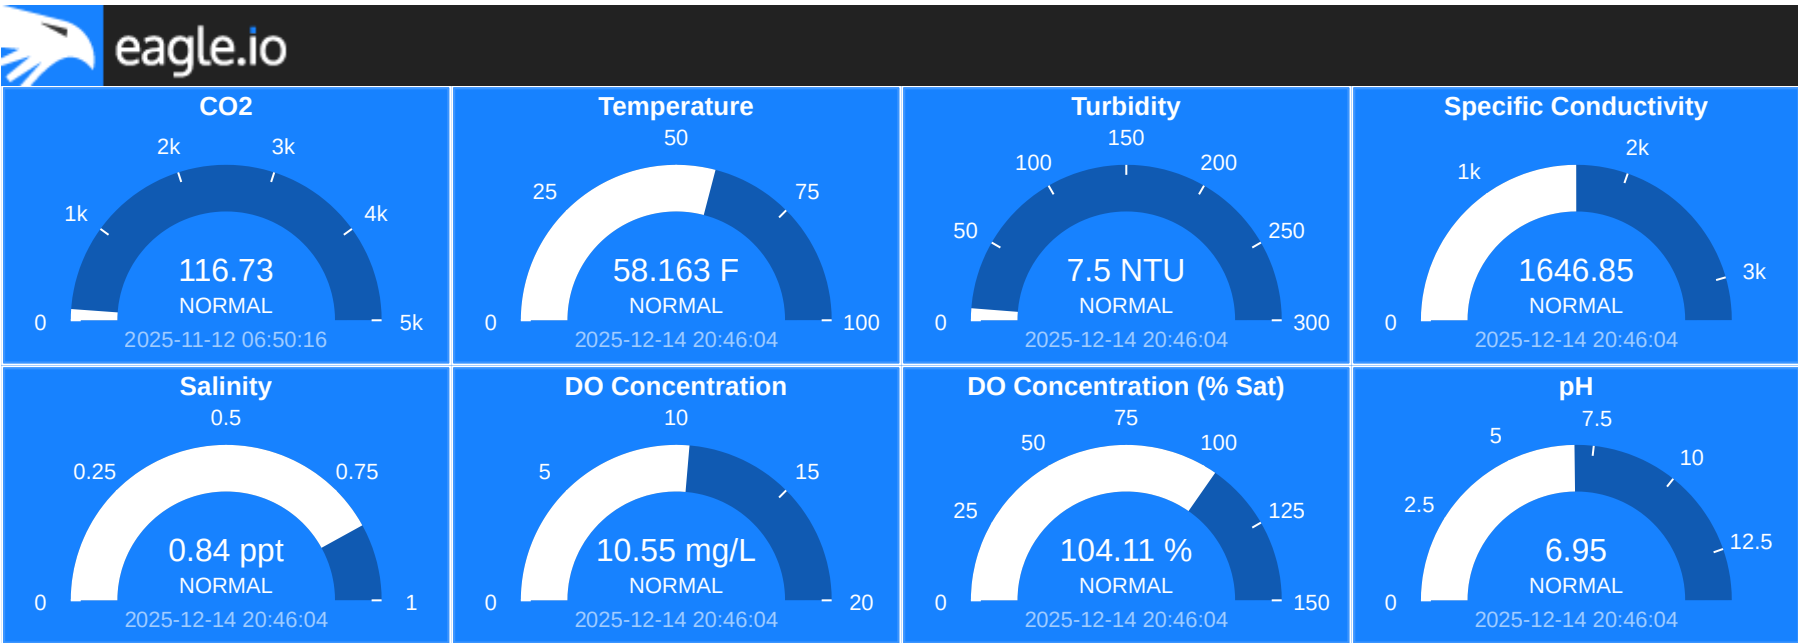 eagle.io
CO2
2k
3k
1k
4k
116.73
NORMAL
0
5k
2025-11-12 06:50:16
Temperature
50
25
75
58.163 F
NORMAL
0
100
2025-12-14 20:46:04
Turbidity
150
100
200
50
250
7.5 NTU
NORMAL
0
300
2025-12-14 20:46:04
Specific Conductivity
2k
1k
3k
1646.85
NORMAL
0
2025-12-14 20:46:04
Salinity
0.5
0.25
0.75
0.84 ppt
NORMAL
0
1
2025-12-14 20:46:04
DO Concentration
10
5
15
10.55 mg/L
NORMAL
0
20
2025-12-14 20:46:04
DO Concentration (% Sat)
75
50
100
25
125
104.11 %
NORMAL
0
150
2025-12-14 20:46:04
pH
7.5
5
10
2.5
12.5
6.95
NORMAL
0
2025-12-14 20:46:04